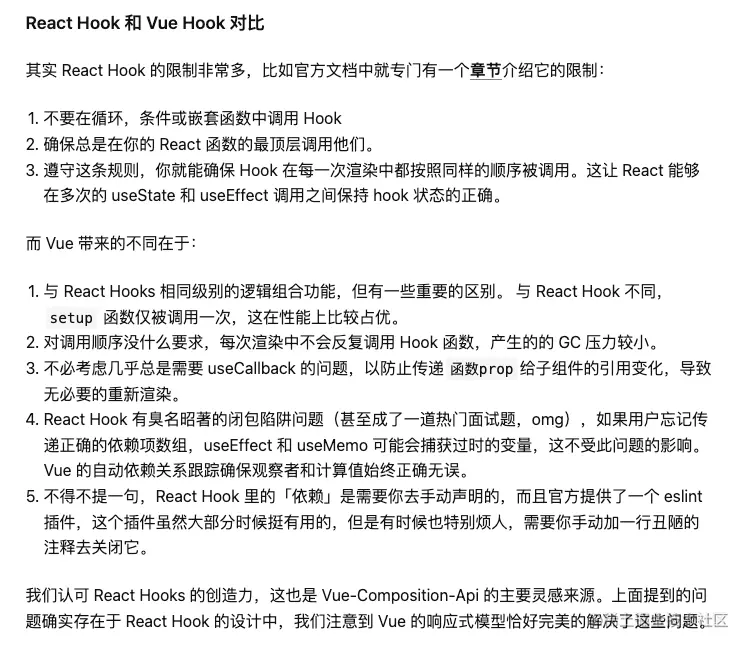 React Hook 和 Vue Hook 对比
其实 React Hook 的限制非常多，比如官方文档中就专门有一个章节介绍它的限制：
1. 不要在循环，条件或嵌套函数中调用 Hook
2. 确保总是在你的 React 函数的最顶层调用他们。
3. 遵守这条规则，你就能确保 Hook 在每一次渲染中都按照同样的顺序被调用。这让 React 能够
在多次的 useState 和 useEffect 调用之间保持 hook 状态的正确。
而 Vue 带来的不同在于：
1. 与 React Hooks 相同级别的逻辑组合功能，但有一些重要的区别。 与 React Hook 不同，
setup 函数仅被调用一次，这在性能上比较占优。
2. 对调用顺序没什么要求，每次渲染中不会反复调用 Hook 函数，产生的的 GC 压力较小。
3. 不必考虑几乎总是需要 useCallback 的问题，以防止传递 函数prop 给子组件的引用变化，导致
无必要的重新渲染。
4. React Hook 有臭名昭著的闭包陷阱问题（甚至成了一道热门面试题，omg），如果用户忘记传
递正确的依赖项数组，useEffect 和 useMemo 可能会捕获过时的变量，这不受此问题的影响。
Vue 的自动依赖关系跟踪确保观察者和计算值始终正确无误。
5. 不得不提一句，React Hook 里的「依赖」是需要你去手动声明的，而且官方提供了一个 eslint
插件，这个插件虽然大部分时候挺有用的，但是有时候也特别烦人，需要你手动加一行丑陋的
注释去关闭它。
我们认可 React Hooks 的创造力，这也是 Vue-Composition-Api 的主要灵感来源。上面提到的问
题确实存在于 React Hook 的设计中，我们注意到 Vue 的响应式模型恰好完美的解决了这些问题。
社区